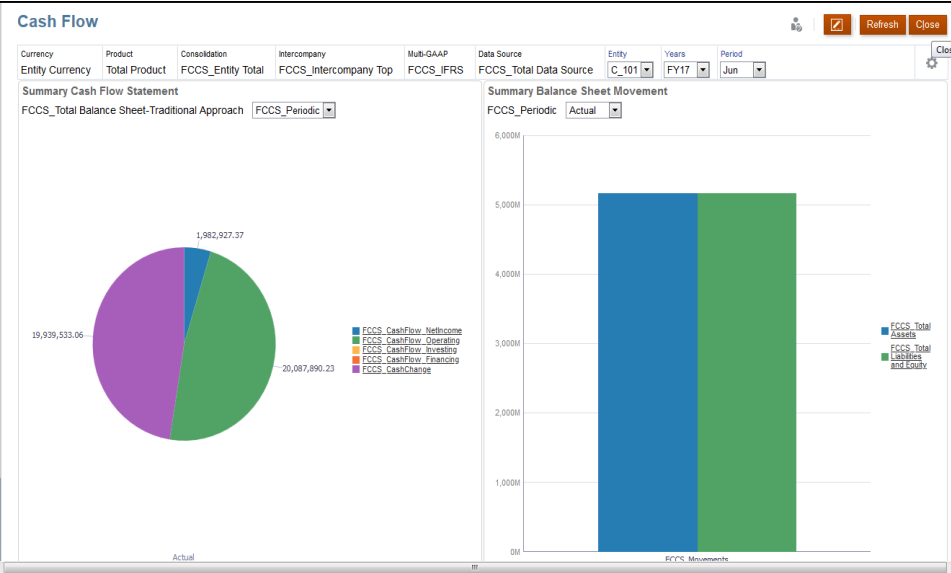 Cash Flow
Refresh
Close
Currency
Product
Consolidation
Intercompany
Multi-GAAP
Data Source
Entity
Years
Period
Entity Currency
Total Product
FCCS_Entity Total
FCCS_Intercompany Top
FCCS_IFRS
FCCS_Total Data Source
C_101
FY17
Jun
Clos
Summary Cash Flow Statement
FCCS_Total Balance Sheet-Traditional Approach
FCCS_Periodic
1,982,927.37
19,939,533.06
20,087,890.23
FCCS_CashFlow_NetIncome
FCCS_CashFlow_Operating
FCCS_CashFlow_Investing
FCCS_CashFlow_Financing
FCCS_CashChange
Actual
Summary Balance Sheet Movement
FCCS_Periodic
Actual
6,000M
5,000M
4,000M
3,000M
2,000M
1,000M
0M
FCCS_Movements
FCCS_Total
Assets
FCCS_Total
Liabilities
and Equity